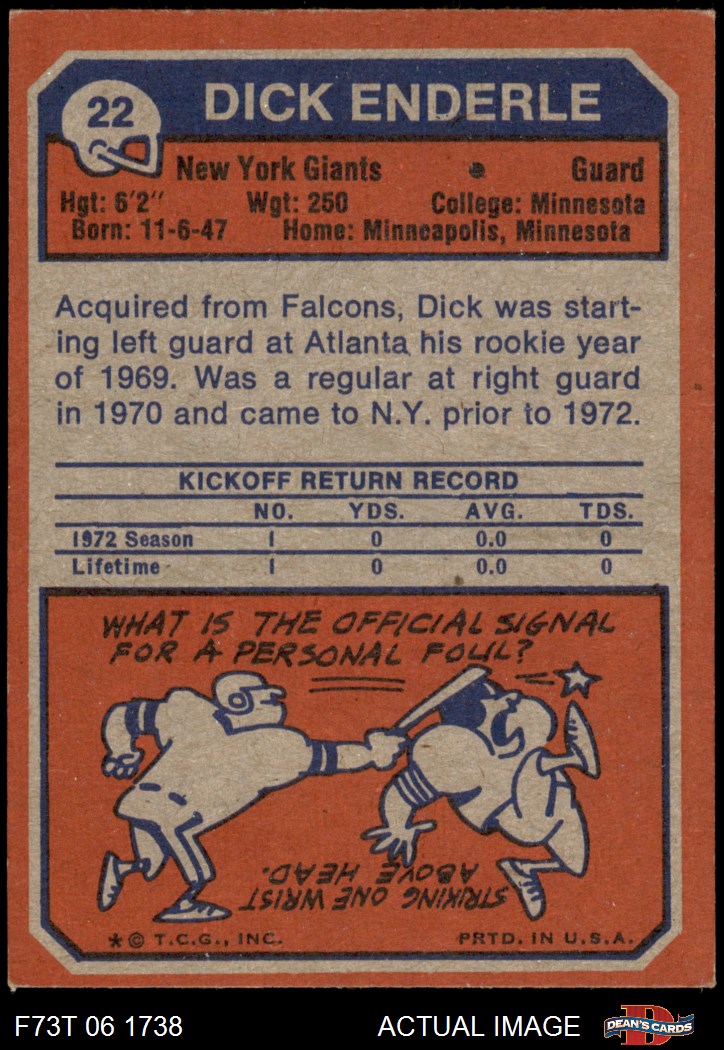 22
DICK ENDERLE
New York Giants • Guard
Hgt: 6'2" Wgt: 250 College: Minnesota
Born: 11-6-47 Home: Minneapolis, Minnesota
Acquired from Falcons, Dick was start-
ing left guard at Atlanta his rookie year
of 1969. Was a regular at right guard
in 1970 and came to N.Y. prior to 1972.
KICKOFF RETURN RECORD
NO. YDS. AVG. TDS.
1972 Season 1 0 0.0 0
Lifetime 1 0 0.0 0
WHAT IS THE OFFICIAL SIGNAL
FOR A PERSONAL FOUL?
STRIKING ONE WRIST
ABOVE HEAD.
* © T.C.G., INC. PRTD. IN U.S.A.
F73T 06 1738 ACTUAL IMAGE D DEAN'S CARDS